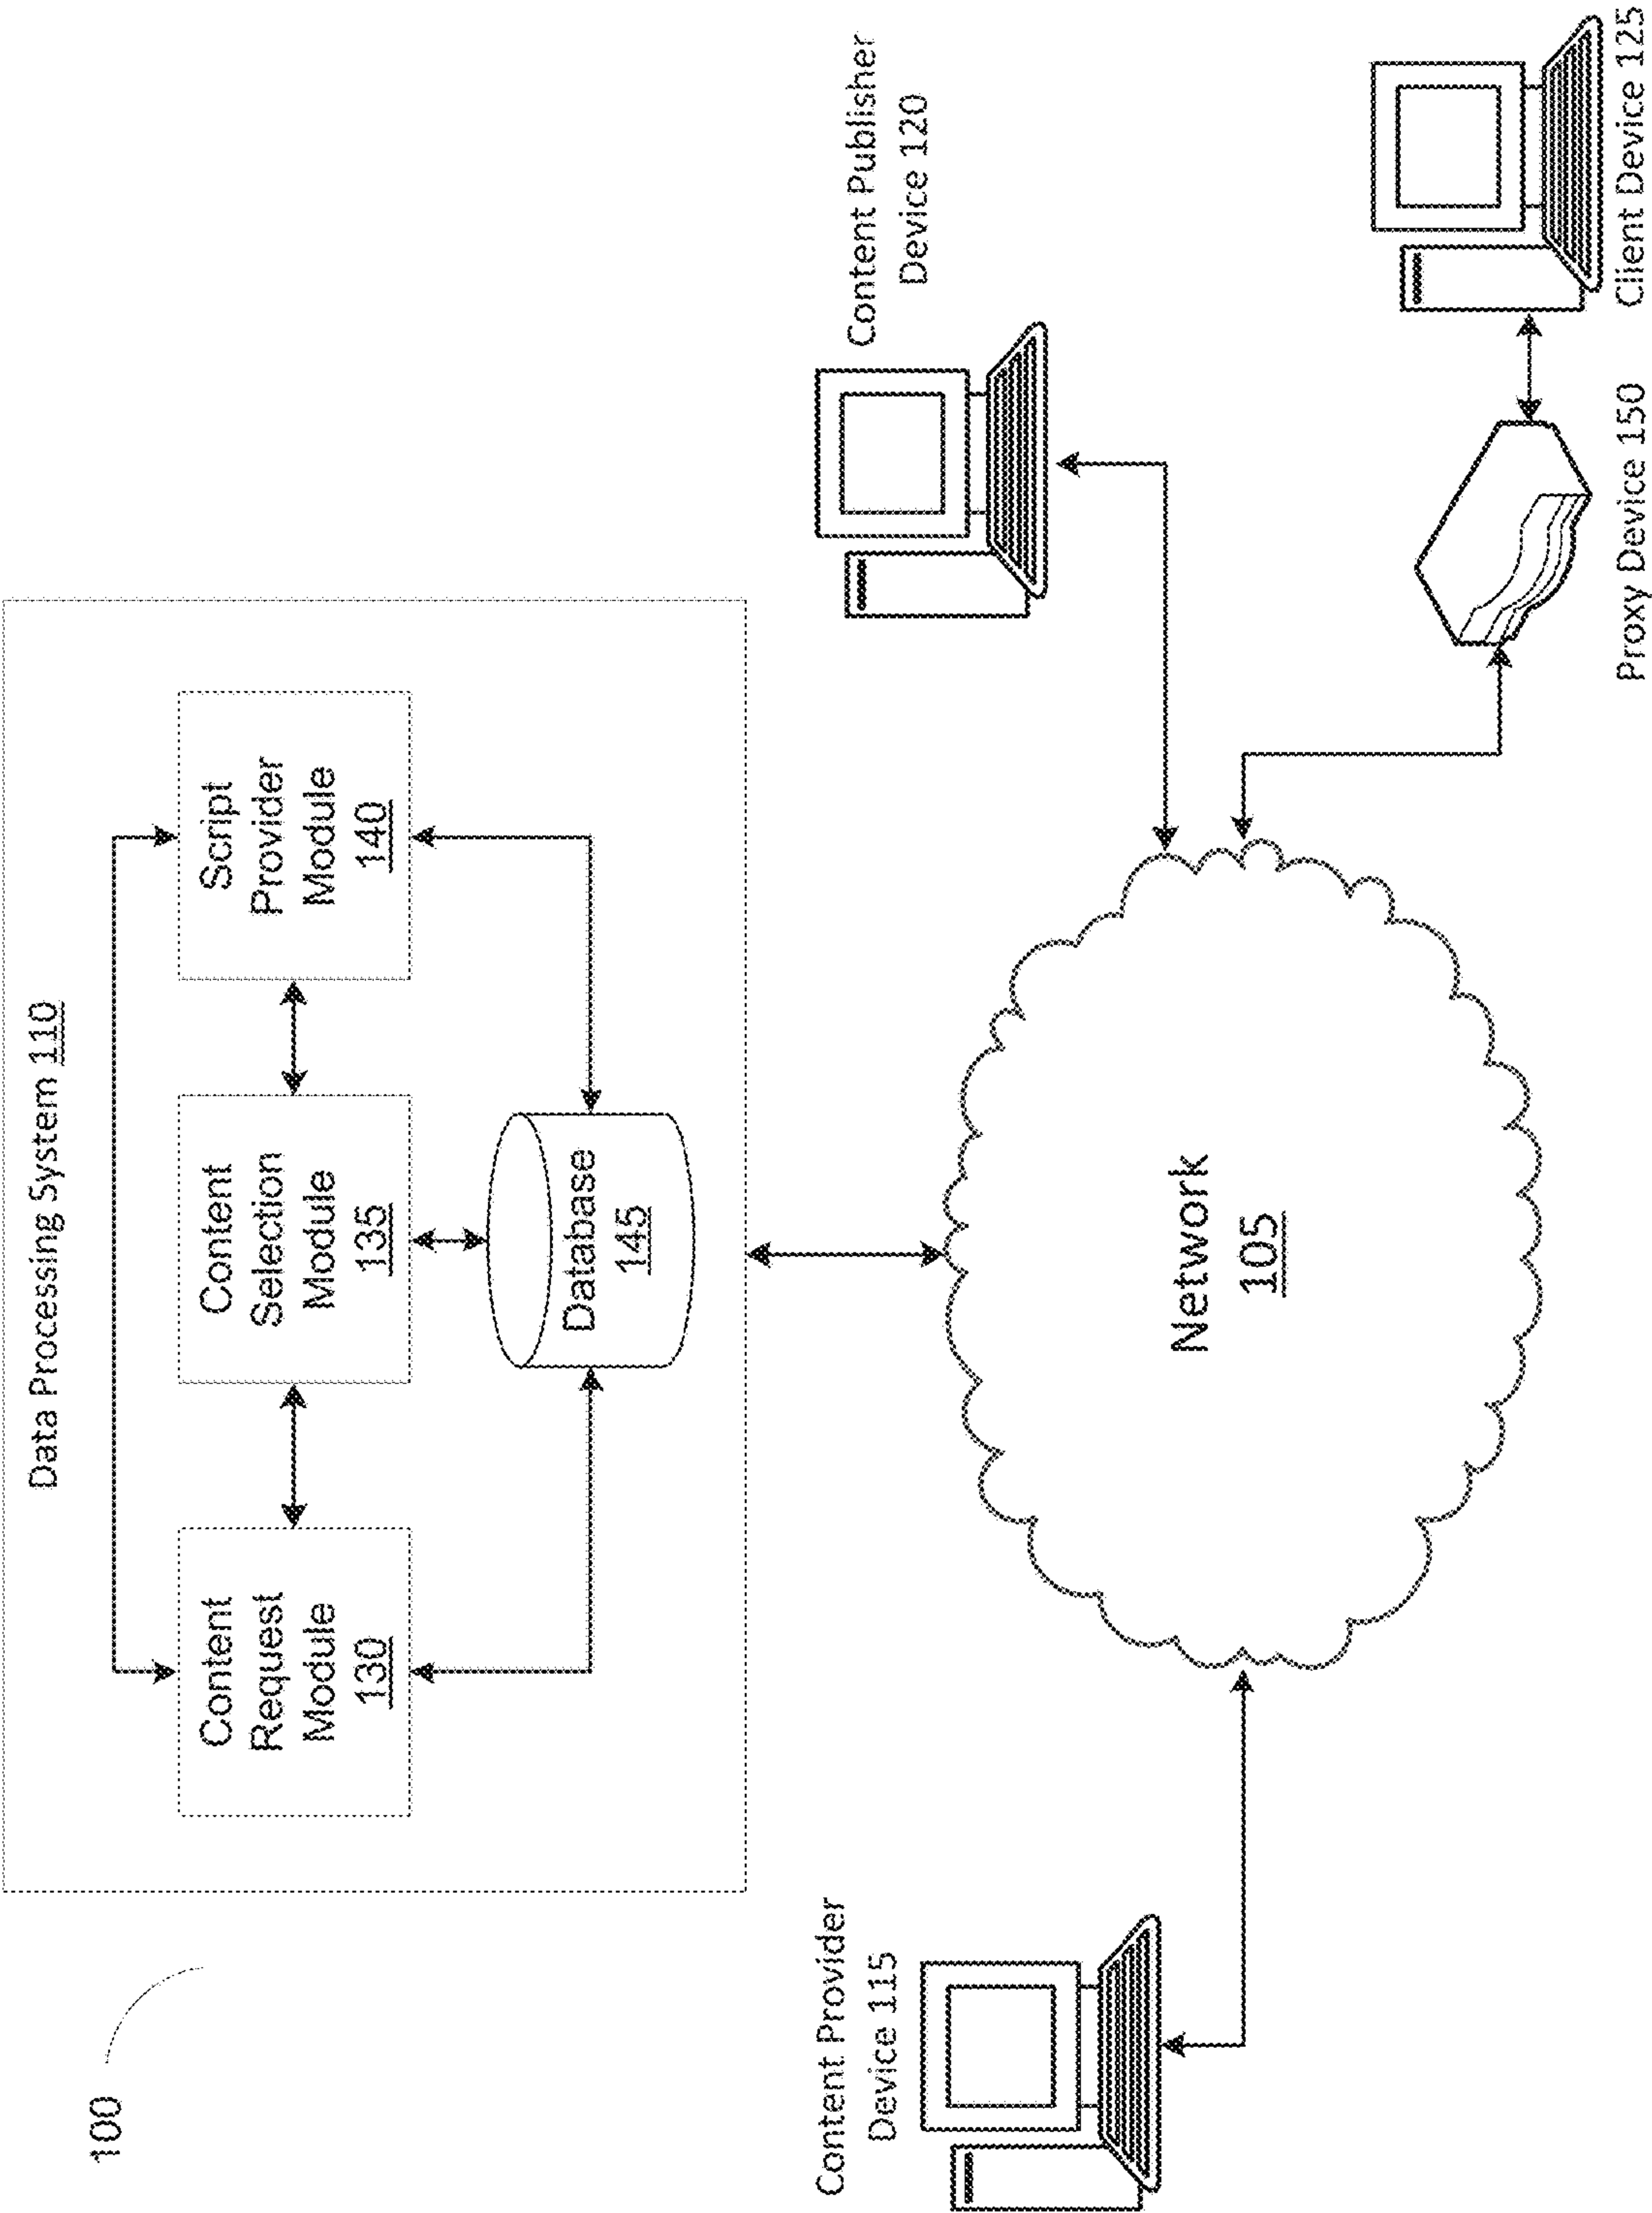 100
Data Processing System 110
Content
Request
Module
130
Content
Selection
Module
135
Script
Provider
Module
140
Database
145
Content Provider
Device 115
Network
105
Content Publisher
Device 120
Proxy Device 150
Client Device 125